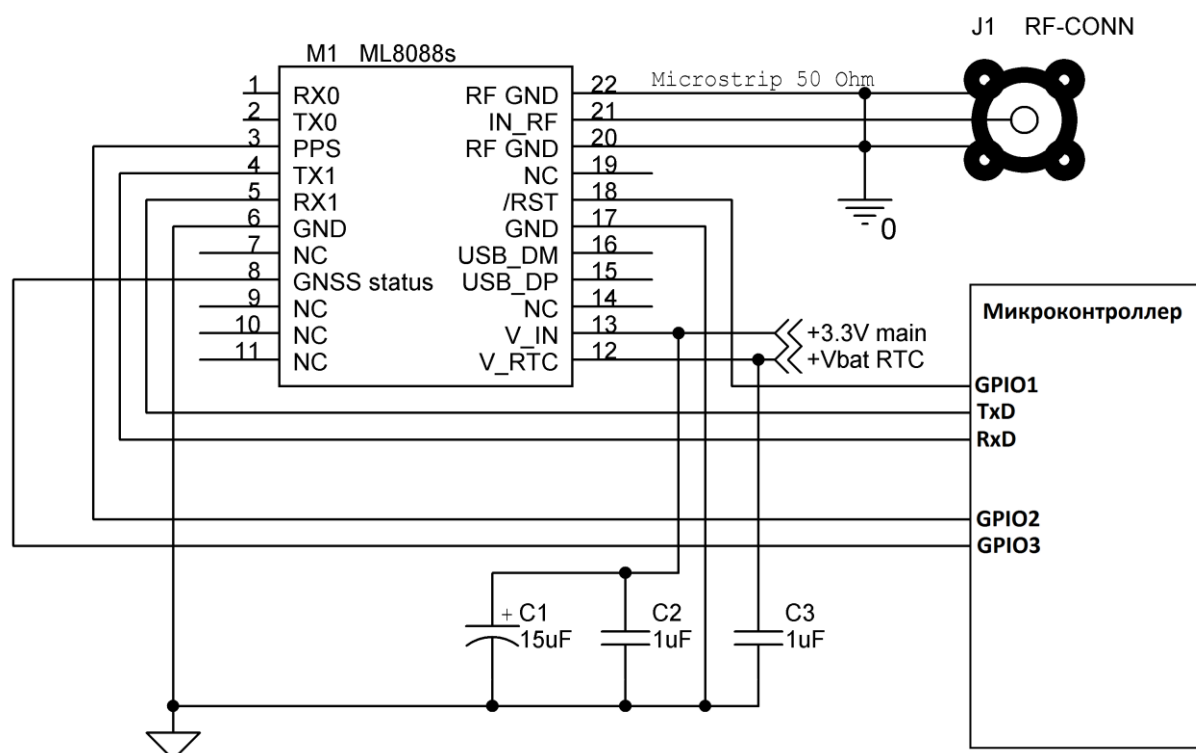 J1 RF-CONN
M1 ML8088s
Microstrip 50 Ohm
1 RX0 RF GND 22
2 TX0 IN_RF 21
3 PPS RF GND 20
4 TX1 NC 19
5 RX1 /RST 18
6 GND GND 17
7 NC USB_DM 16
8 GNSS status USB_DP 15
9 NC NC 14
10 NC V_IN 13
11 NC V_RTC 12
0
+3.3V main
+Vbat RTC
Микроконтроллер
GPIO1
TxD
RxD
GPIO2
GPIO3
+ C1
15uF
C2
1uF
C3
1uF